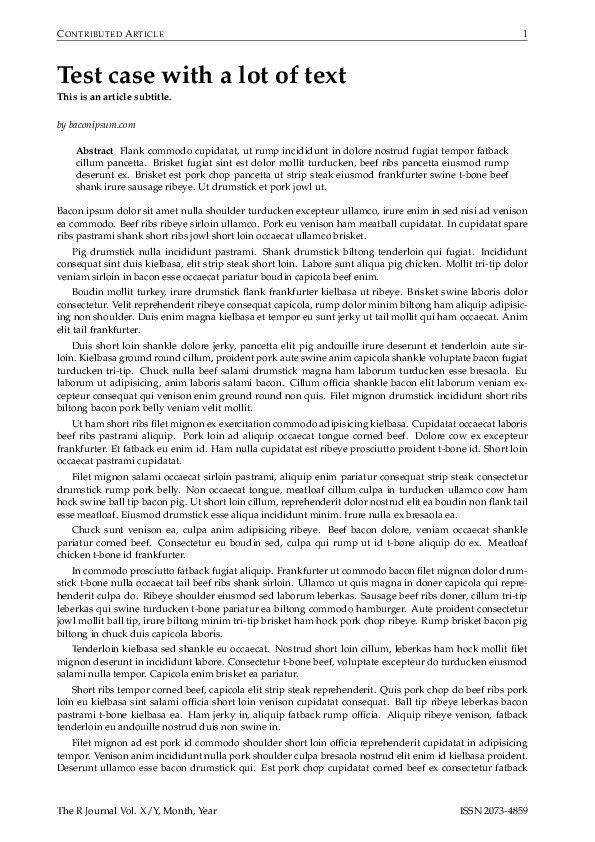 CONTRIBUTED ARTICLE 1
Test case with a lot of text
This is an article subtitle.
by baconipsum.com
Abstract Flank commodo cupidatat, ut rump incididunt in dolore nostrud fugiat tempor fatback
cillum pancetta. Brisket fugiat sint est dolor mollit turducken, beef ribs pancetta eiusmod rump
deserunt ex. Brisket est pork chop pancetta ut strip steak eiusmod frankfurter swine t-bone beef
shank irure sausage ribeye. Ut drumstick et pork jowl ut.
Bacon ipsum dolor sit amet nulla shoulder turducken excepteur ullamco, irure enim in sed nisi ad venison
ea commodo. Beef ribs ribeye sirloin ullamco. Pork eu venison ham meatball cupidatat. In cupidatat spare
ribs pastrami shank short ribs jowl short loin occaecat ullamco brisket.
Pig drumstick nulla incididunt pastrami. Shank drumstick biltong tenderloin qui fugiat. Incididunt
consequat sint duis kielbasa, elit strip steak short loin. Labore sunt aliqua pig chicken. Mollit tri-tip dolor
veniam sirloin in bacon esse occaecat pariatur boudin capicola beef enim.
Boudin mollit turkey, irure drumstick flank frankfurter kielbasa ut ribeye. Brisket swine laboris dolor
consectetur. Velit reprehenderit ribeye consequat capicola, rump dolor minim biltong ham aliquip adipisic-
ing non shoulder. Duis enim magna kielbasa et tempor eu sunt jerky ut tail mollit qui ham occaecat. Anim
elit tail frankfurter.
Duis short loin shankle dolore jerky, pancetta elit pig andouille irure deserunt et tenderloin aute sir-
loin. Kielbasa ground round cillum, proident pork aute swine anim capicola shankle voluptate bacon fugiat
turducken tri-tip. Chuck nulla beef salami drumstick magna ham laborum turducken esse bresaola. Eu
laborum ut adipisicing, anim laboris salami bacon. Cillum officia shankle bacon elit laborum veniam ex-
cepteur consequat qui venison enim ground round non quis. Filet mignon drumstick incididunt short ribs
biltong bacon pork belly veniam velit mollit.
Ut ham short ribs filet mignon ex exercitation commodo adipisicing kielbasa. Cupidatat occaecat laboris
beef ribs pastrami aliquip. Pork loin ad aliquip occaecat tongue corned beef. Dolore cow ex excepteur
frankfurter. Et fatback eu enim id. Ham nulla cupidatat est ribeye prosciutto proident t-bone id. Short loin
occaecat pastrami cupidatat.
Filet mignon salami occaecat sirloin pastrami, aliquip enim pariatur consequat strip steak consectetur
drumstick rump pork belly. Non occaecat tongue, meatloaf cillum culpa in turducken ullamco cow ham
hock swine ball tip bacon pig. Ut short loin cillum, reprehenderit dolor nostrud elit ea boudin non flank tail
esse meatloaf. Eiusmod drumstick esse aliqua incididunt minim. Irure nulla ex bresaola ea.
Chuck sunt venison ea, culpa anim adipisicing ribeye. Beef bacon dolore, veniam occaecat shankle
pariatur corned beef. Consectetur eu boudin sed, culpa qui rump ut id t-bone aliquip do ex. Meatloaf
chicken t-bone id frankfurter.
In commodo prosciutto fatback fugiat aliquip. Frankfurter ut commodo bacon filet mignon dolor drum-
stick t-bone nulla occaecat tail beef ribs shank sirloin. Ullamco ut quis magna in doner capicola qui repre-
henderit culpa do. Ribeye shoulder eiusmod sed laborum leberkas. Sausage beef ribs doner, cillum tri-tip
leberkas qui swine turducken t-bone pariatur ea biltong commodo hamburger. Aute proident consectetur
jowl mollit ball tip, irure biltong minim tri-tip brisket ham hock pork chop ribeye. Rump brisket bacon pig
biltong in chuck duis capicola laboris.
Tenderloin kielbasa sed shankle eu occaecat. Nostrud short loin cillum, leberkas ham hock mollit filet
mignon deserunt in incididunt labore. Consectetur t-bone beef, voluptate excepteur do turducken eiusmod
salami nulla tempor. Capicola enim brisket ea pariatur.
Short ribs tempor corned beef, capicola elit strip steak reprehenderit. Quis pork chop do beef ribs pork
loin eu kielbasa sint salami officia short loin venison cupidatat consequat. Ball tip ribeye leberkas bacon
pastrami t-bone kielbasa ea. Ham jerky in, aliquip fatback rump officia. Aliquip ribeye venison, fatback
tenderloin eu andouille nostrud duis non swine in.
Filet mignon ad est pork id commodo shoulder short loin officia reprehenderit cupidatat in adipisicing
tempor. Venison anim incididunt nulla pork shoulder culpa bresaola nostrud elit enim id kielbasa proident.
Deserunt ullamco esse bacon drumstick qui. Est pork chop cupidatat corned beef ex consectetur fatback
The R Journal Vol. X/Y, Month, Year ISSN 2073-4859